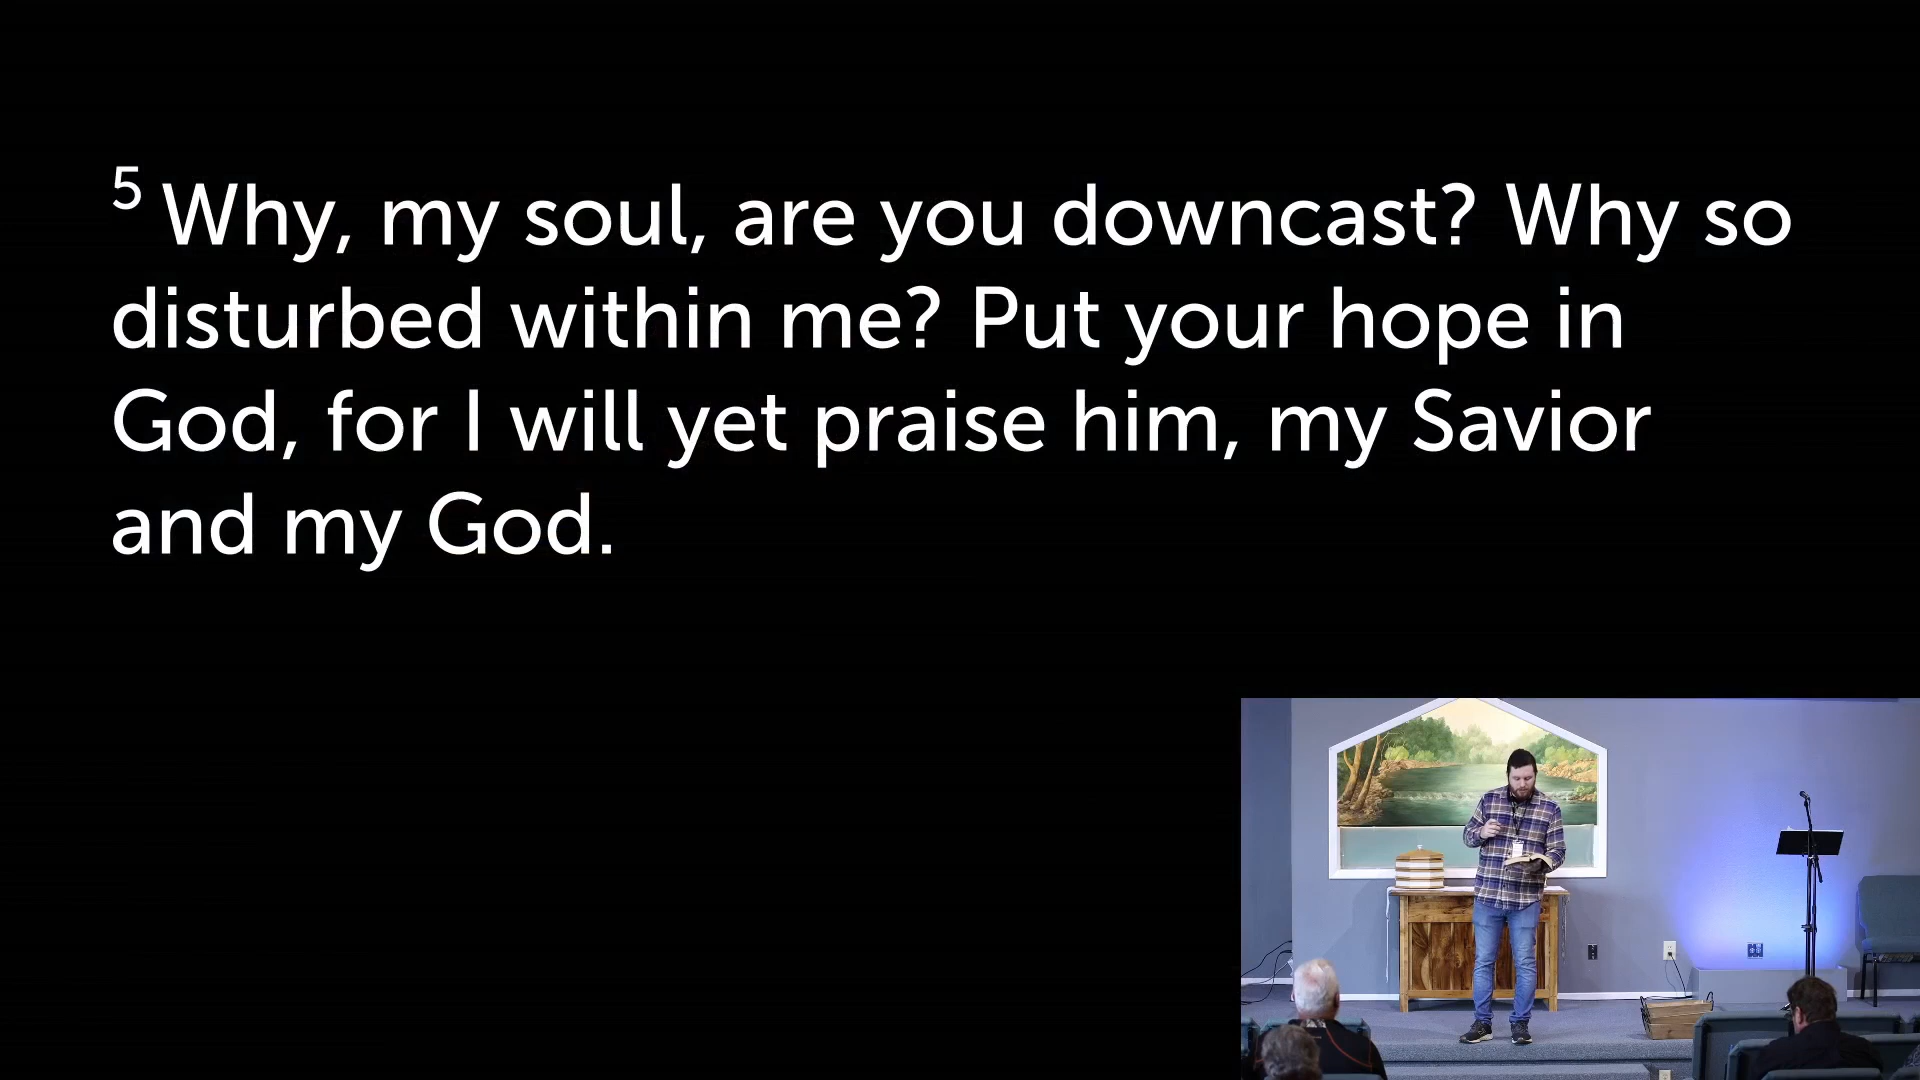 5 Why, my soul, are you downcast? Why so
disturbed within me? Put your hope in
God, for I will yet praise him, my Savior
and my God.